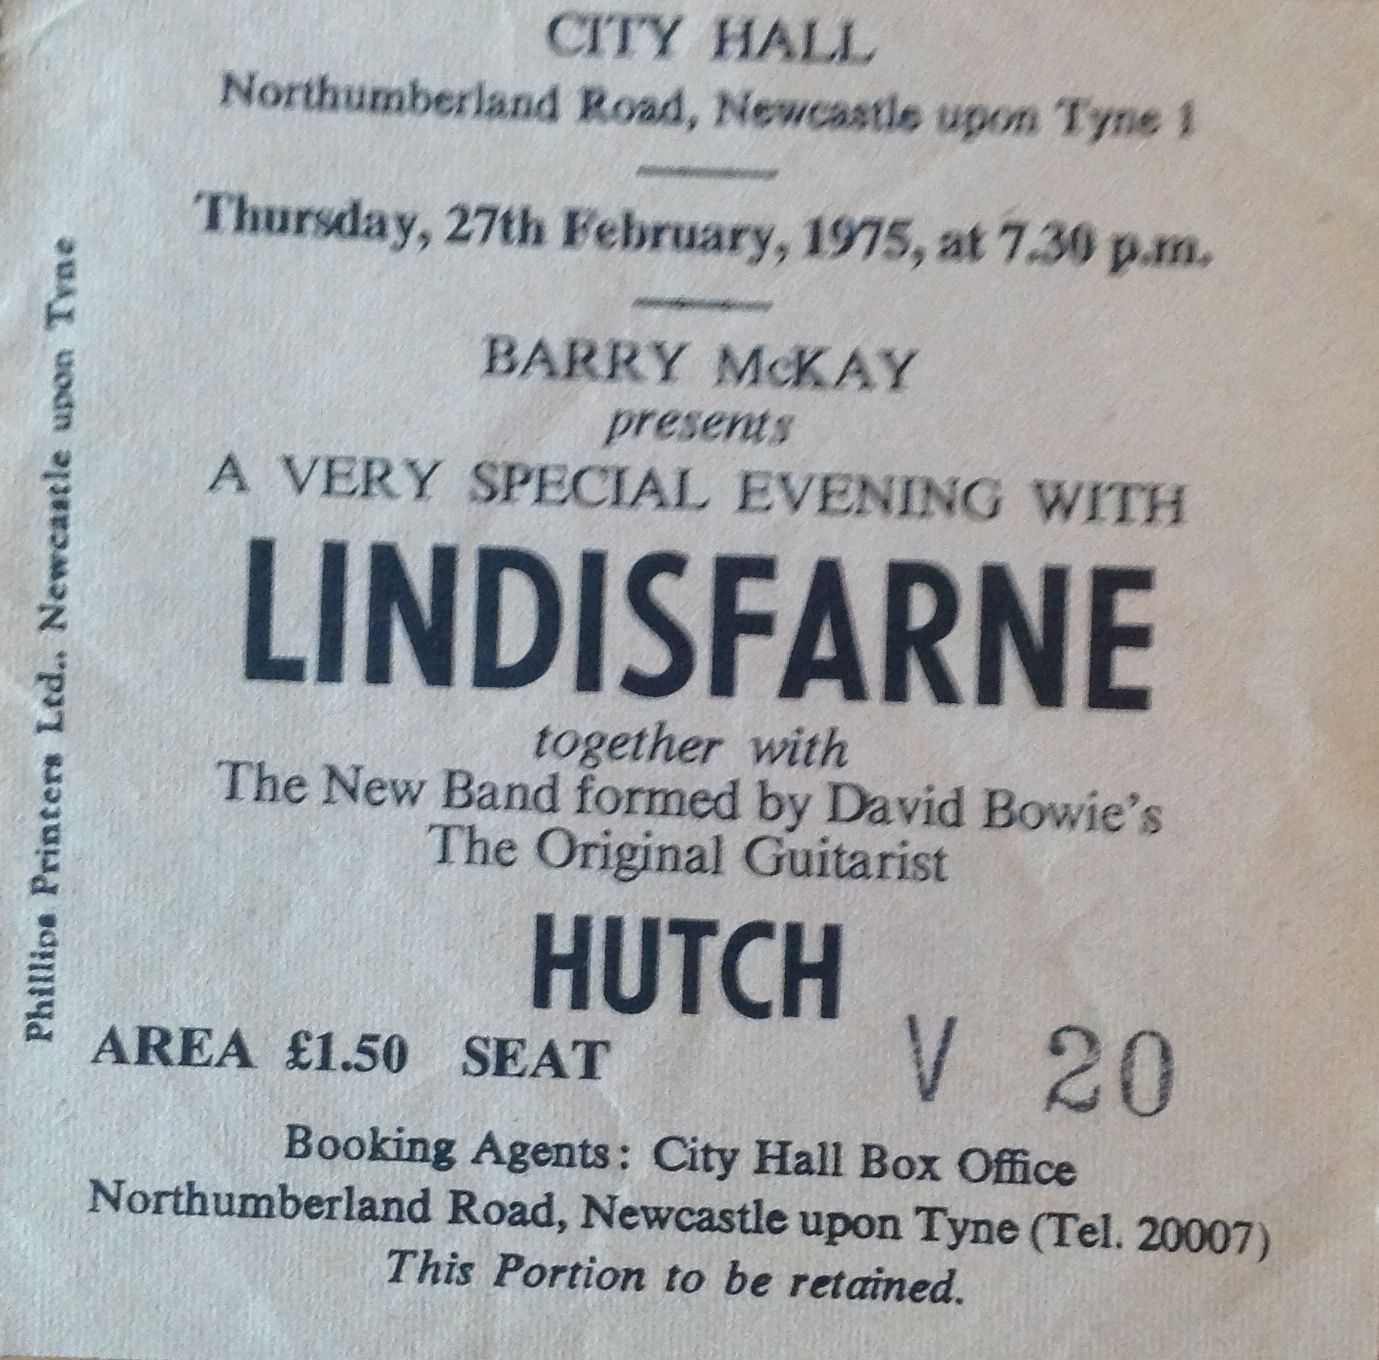 CITY HALL
Northumberland Road, Newcastle upon Tyne 1
Thursday, 27th February, 1975, at 7.30 p.m.
BARRY McKAY
presents
A VERY SPECIAL EVENING WITH
LINDISFARNE
together with
The New Band formed by David Bowie's
The Original Guitarist
HUTCH
AREA £1.50 SEAT V 20
Booking Agents: City Hall Box Office
Northumberland Road, Newcastle upon Tyne (Tel. 20007)
This Portion to be retained.
Phillips Printers Ltd., Newcastle upon Tyne